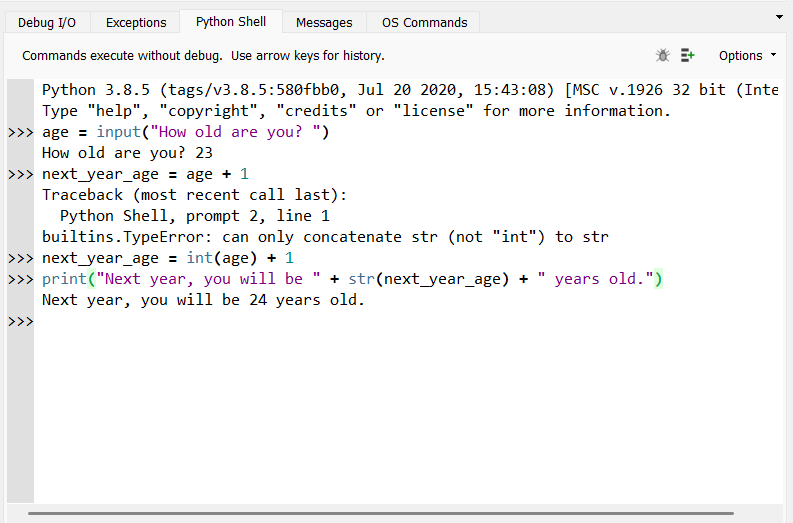 Debug I/O Exceptions Python Shell Messages OS Commands
Commands execute without debug. Use arrow keys for history. Options
Python 3.8.5 (tags/v3.8.5:580fbb0, Jul 20 2020, 15:43:08) [MSC v.1926 32 bit (Inte
Type "help", "copyright", "credits" or "license" for more information.
>>> age = input("How old are you? ")
How old are you? 23
>>> next_year_age = age + 1
Traceback (most recent call last):
  Python Shell, prompt 2, line 1
builtins.TypeError: can only concatenate str (not "int") to str
>>> next_year_age = int(age) + 1
>>> print("Next year, you will be " + str(next_year_age) + " years old.")
Next year, you will be 24 years old.
>>>